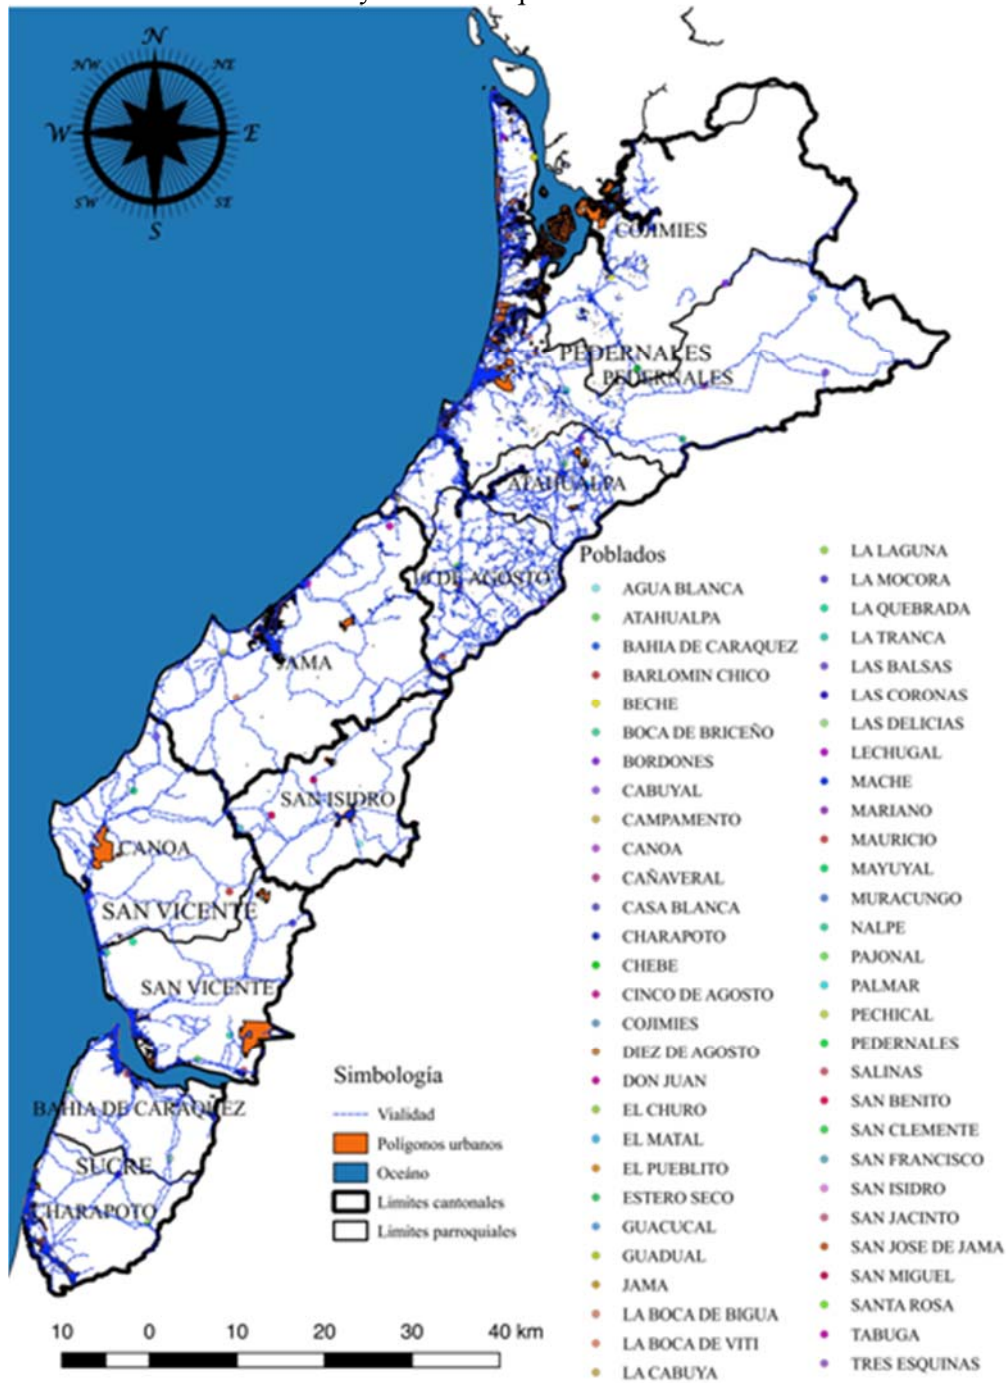 N
NW
NE
W
E
SW
SE
S
COJIMIES
PEDERNALES
PEDERNALES
ATAHUALPA
10 DE AGOSTO
JAMA
SAN ISIDRO
CANOA
SAN VICENTE
SAN VICENTE
BAHIA DE CARAQUEZ
SUCRE
CHARAPOTO
Simbología
Vialidad
Polígonos urbanos
Oceáno
Limites cantonales
Limites parroquiales
10 0 10 20 30 40 km
Poblados
AGUA BLANCA
ATAHUALPA
BAHIA DE CARAQUEZ
BARLOMIN CHICO
BECHE
BOCA DE BRICEÑO
BORDONES
CABUYAL
CAMPAMENTO
CANOA
CAÑAVERAL
CASA BLANCA
CHARAPOTO
CHEBE
CINCO DE AGOSTO
COJIMIES
DIEZ DE AGOSTO
DON JUAN
EL CHURO
EL MATAL
EL PUEBLITO
ESTERO SECO
GUACUCAL
GUADUAL
JAMA
LA BOCA DE BIGUA
LA BOCA DE VITI
LA CABUYA
LA LAGUNA
LA MOCORA
LA QUEBRADA
LA TRANCA
LAS BALSAS
LAS CORONAS
LAS DELICIAS
LECHUGAL
MACHE
MARIANO
MAURICIO
MAYUYAL
MURACUNGO
NALPE
PAJONAL
PALMAR
PECHICAL
PEDERNALES
SALINAS
SAN BENITO
SAN CLEMENTE
SAN FRANCISCO
SAN ISIDRO
SAN JACINTO
SAN JOSE DE JAMA
SAN MIGUEL
SANTA ROSA
TABUGA
TRES ESQUINAS